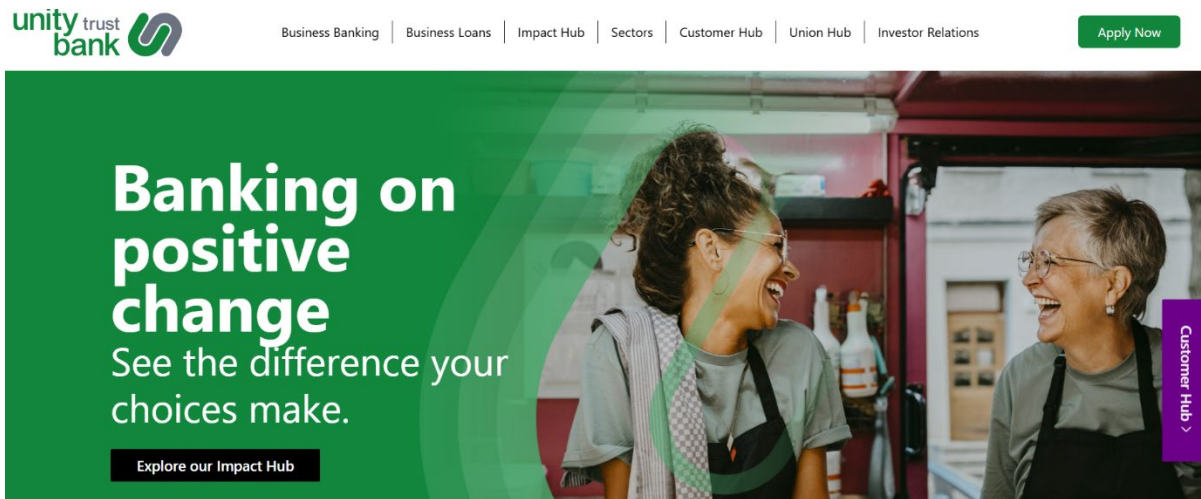 unity trust
bank
Business Banking
Business Loans
Impact Hub
Sectors
Customer Hub
Union Hub
Investor Relations
Apply Now
Banking on
positive
change
See the difference your
choices make.
Explore our Impact Hub
Customer Hub >